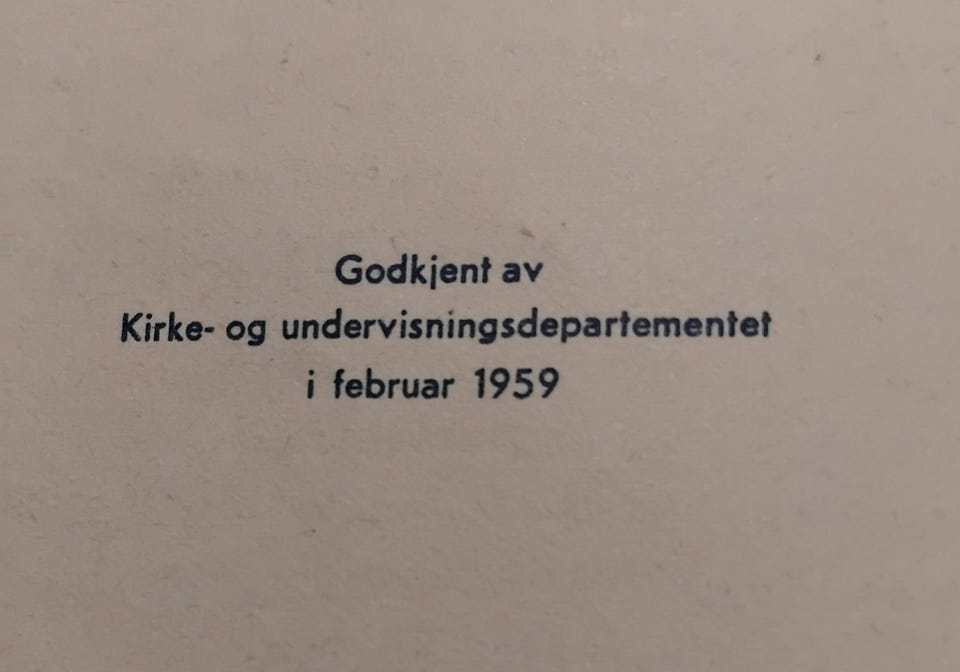 Godkjent av
Kirke- og undervisningsdepartementet
i februar 1959